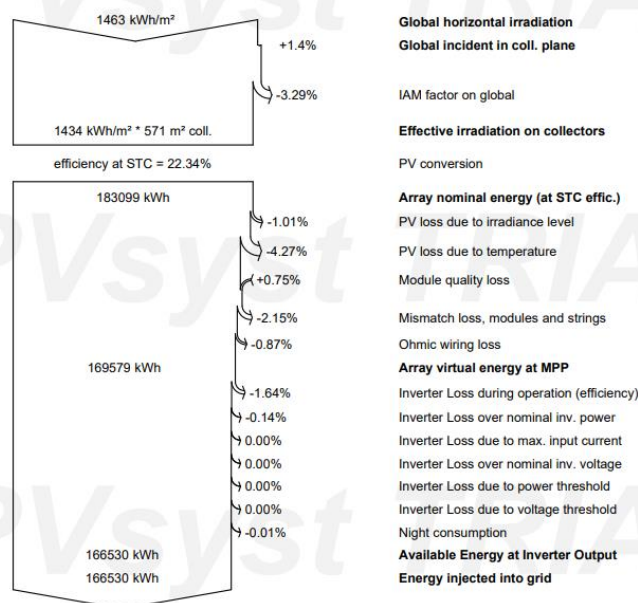 1463 kWh/m² Global horizontal irradiation
+1.4% Global incident in coll. plane
-3.29% IAM factor on global
1434 kWh/m² * 571 m² coll. Effective irradiation on collectors
efficiency at STC = 22.34% PV conversion
183099 kWh Array nominal energy (at STC effic.)
-1.01% PV loss due to irradiance level
-4.27% PV loss due to temperature
+0.75% Module quality loss
-2.15% Mismatch loss, modules and strings
-0.87% Ohmic wiring loss
169579 kWh Array virtual energy at MPP
-1.64% Inverter Loss during operation (efficiency)
-0.14% Inverter Loss over nominal inv. power
0.00% Inverter Loss due to max. input current
0.00% Inverter Loss over nominal inv. voltage
0.00% Inverter Loss due to power threshold
0.00% Inverter Loss due to voltage threshold
-0.01% Night consumption
166530 kWh Available Energy at Inverter Output
166530 kWh Energy injected into grid
PVsyst TRIA
PVsyst TRIA